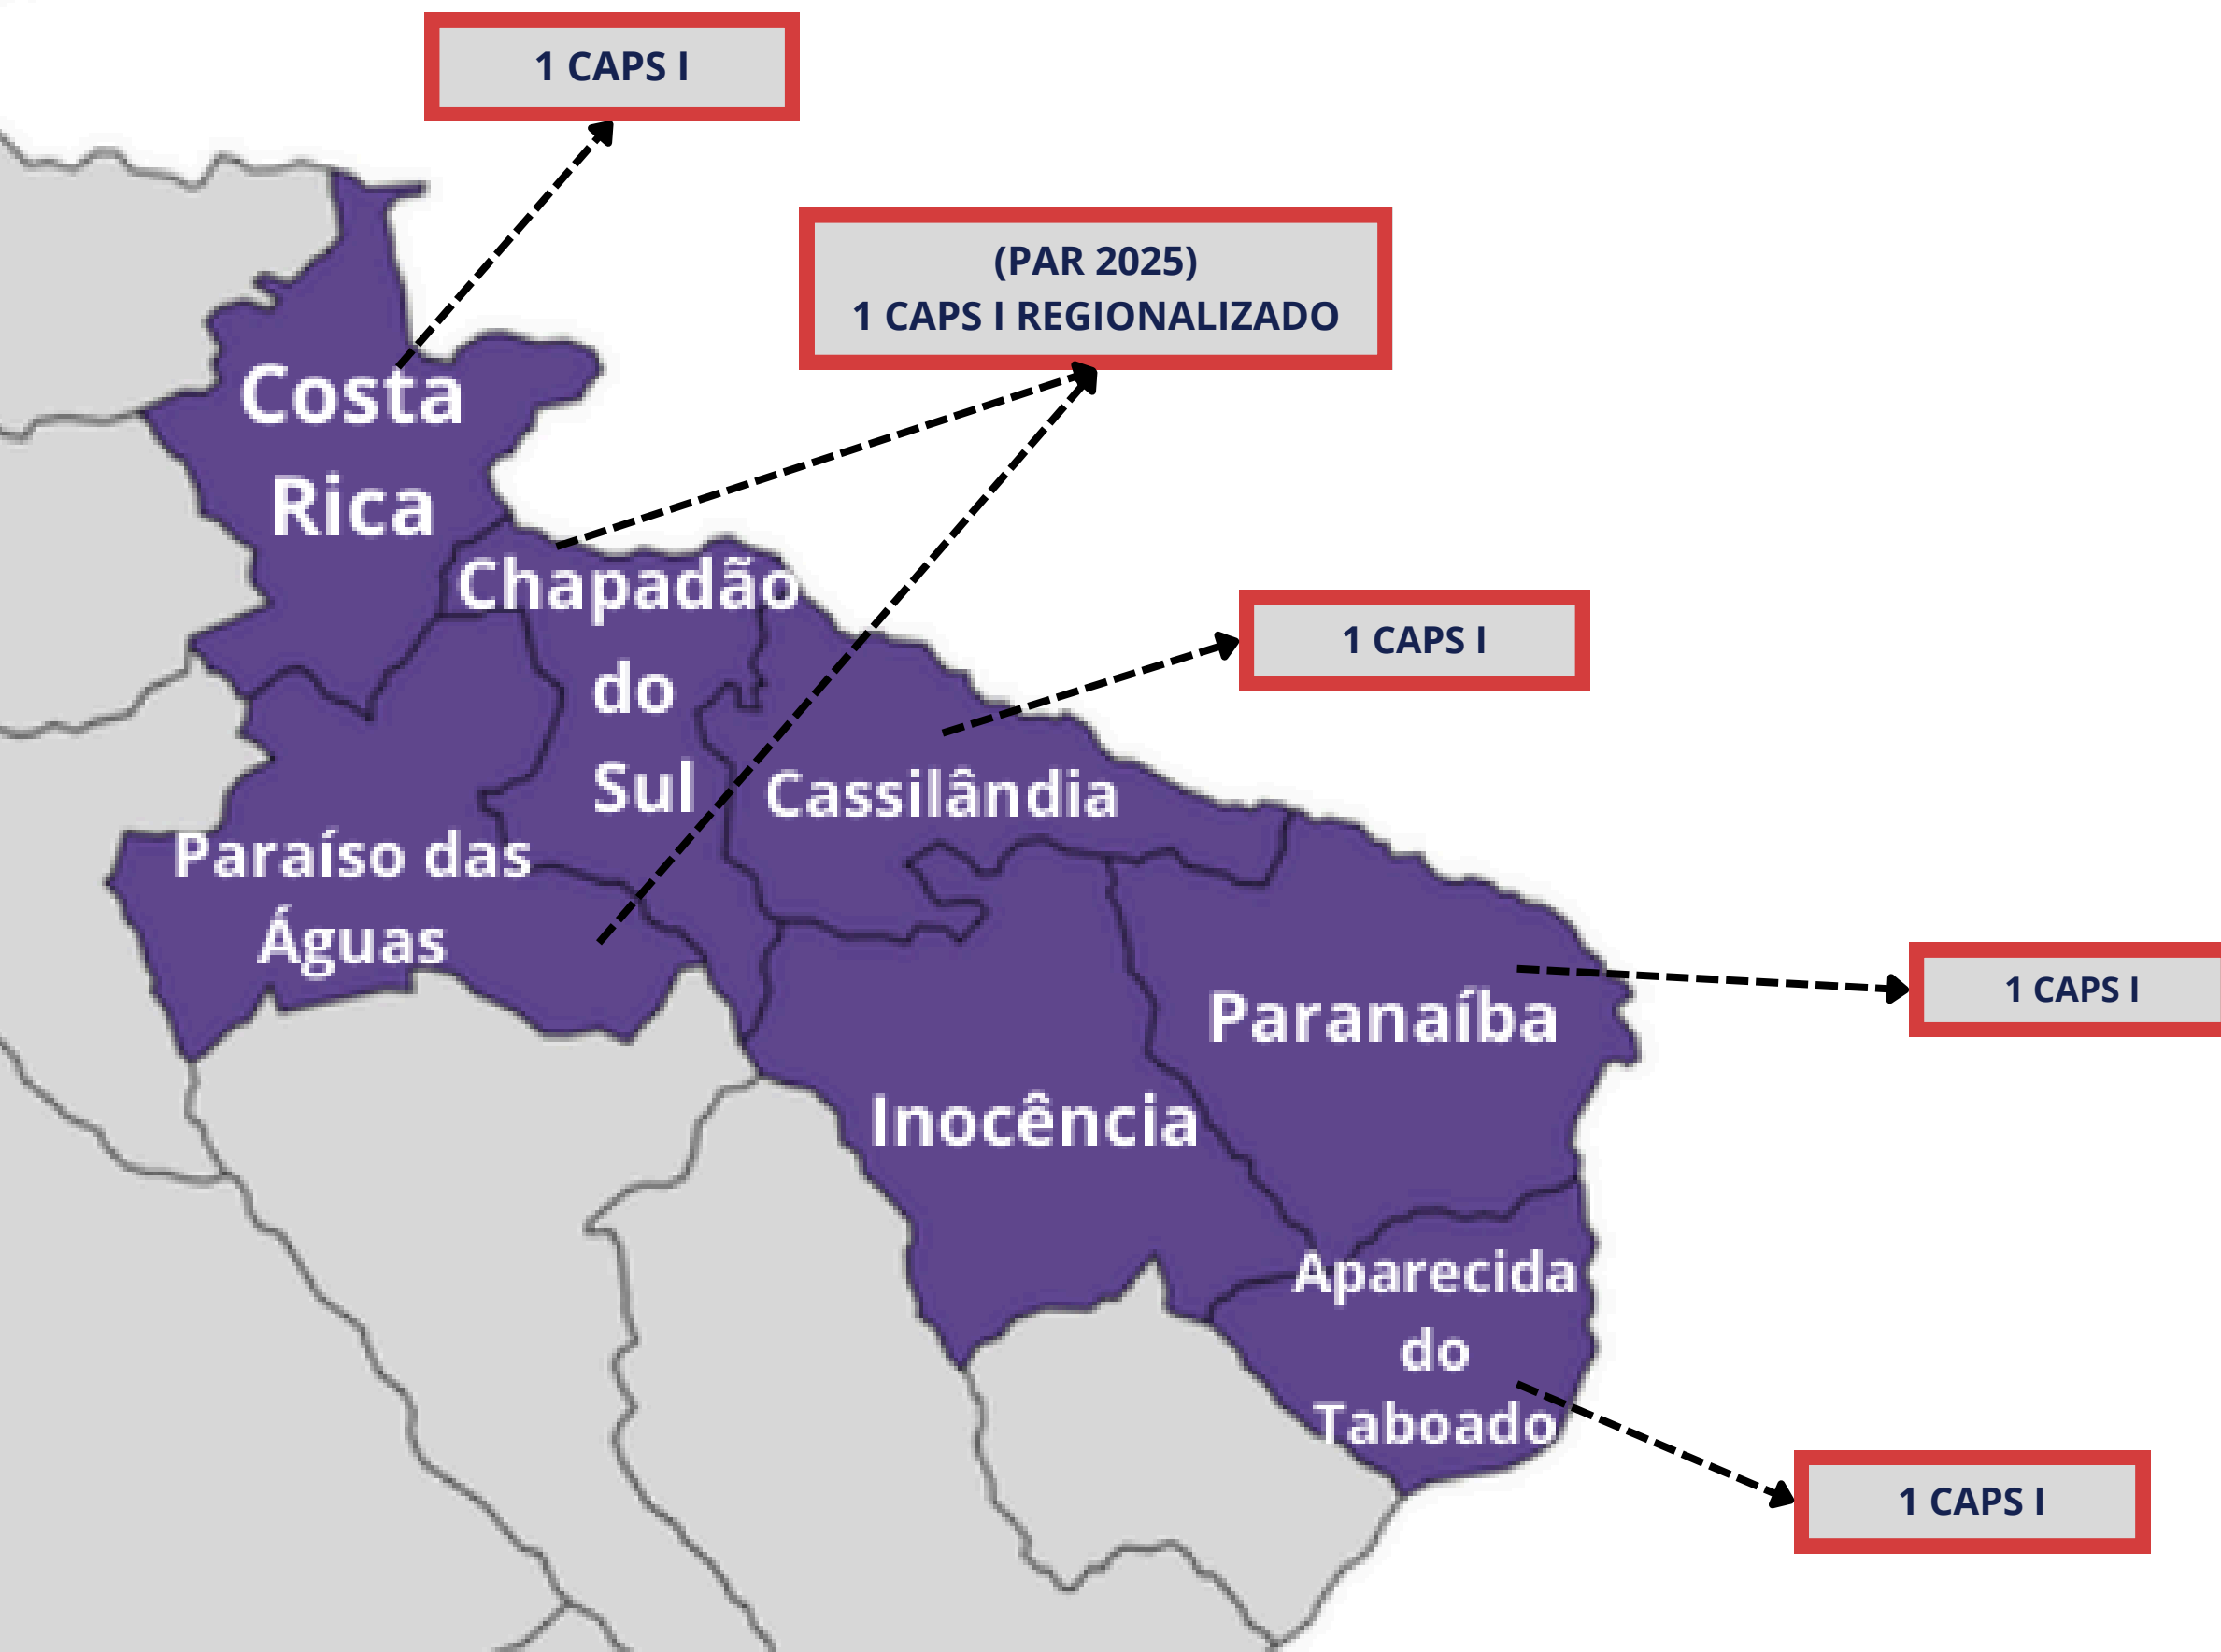 1 CAPS I
(PAR 2025)
1 CAPS I REGIONALIZADO
Costa
Rica
Chapadão
do
Sul
1 CAPS I
Cassilândia
Paraíso das
Águas
1 CAPS I
Paranaíba
Inocência
Aparecida
do
Taboado
1 CAPS I